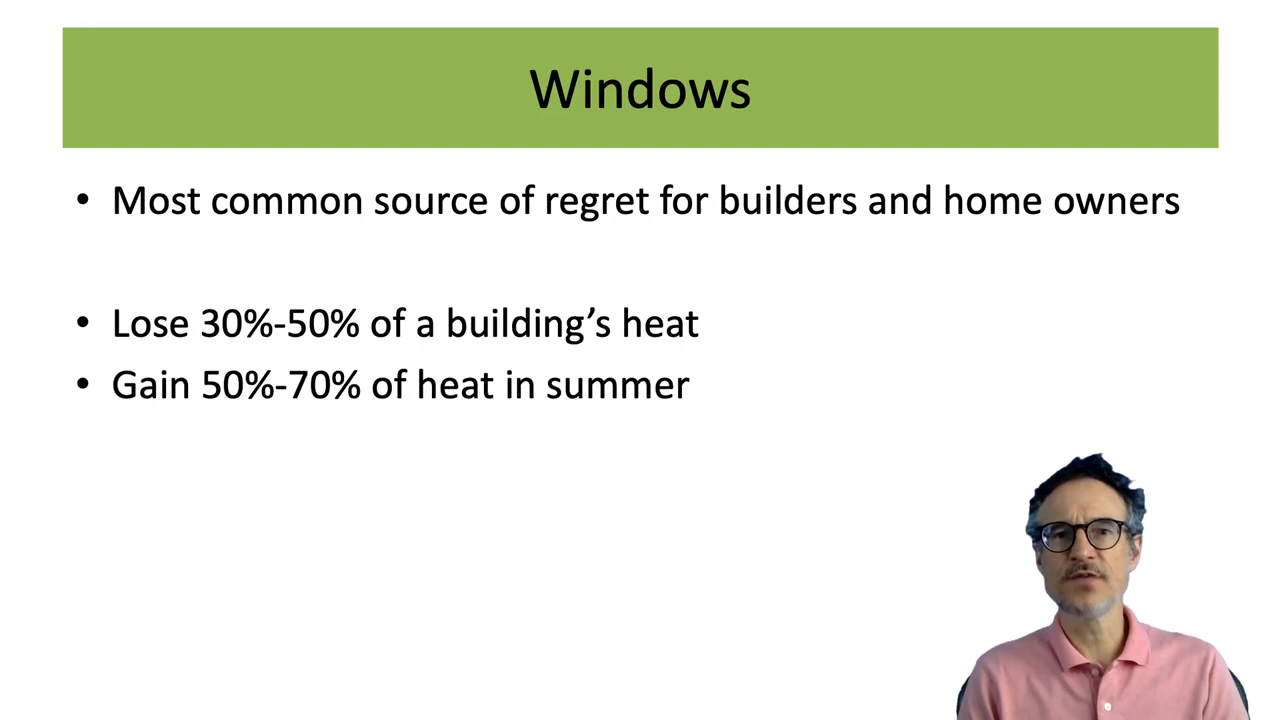 Windows
• Most common source of regret for builders and home owners
• Lose 30%-50% of a building’s heat
• Gain 50%-70% of heat in summer